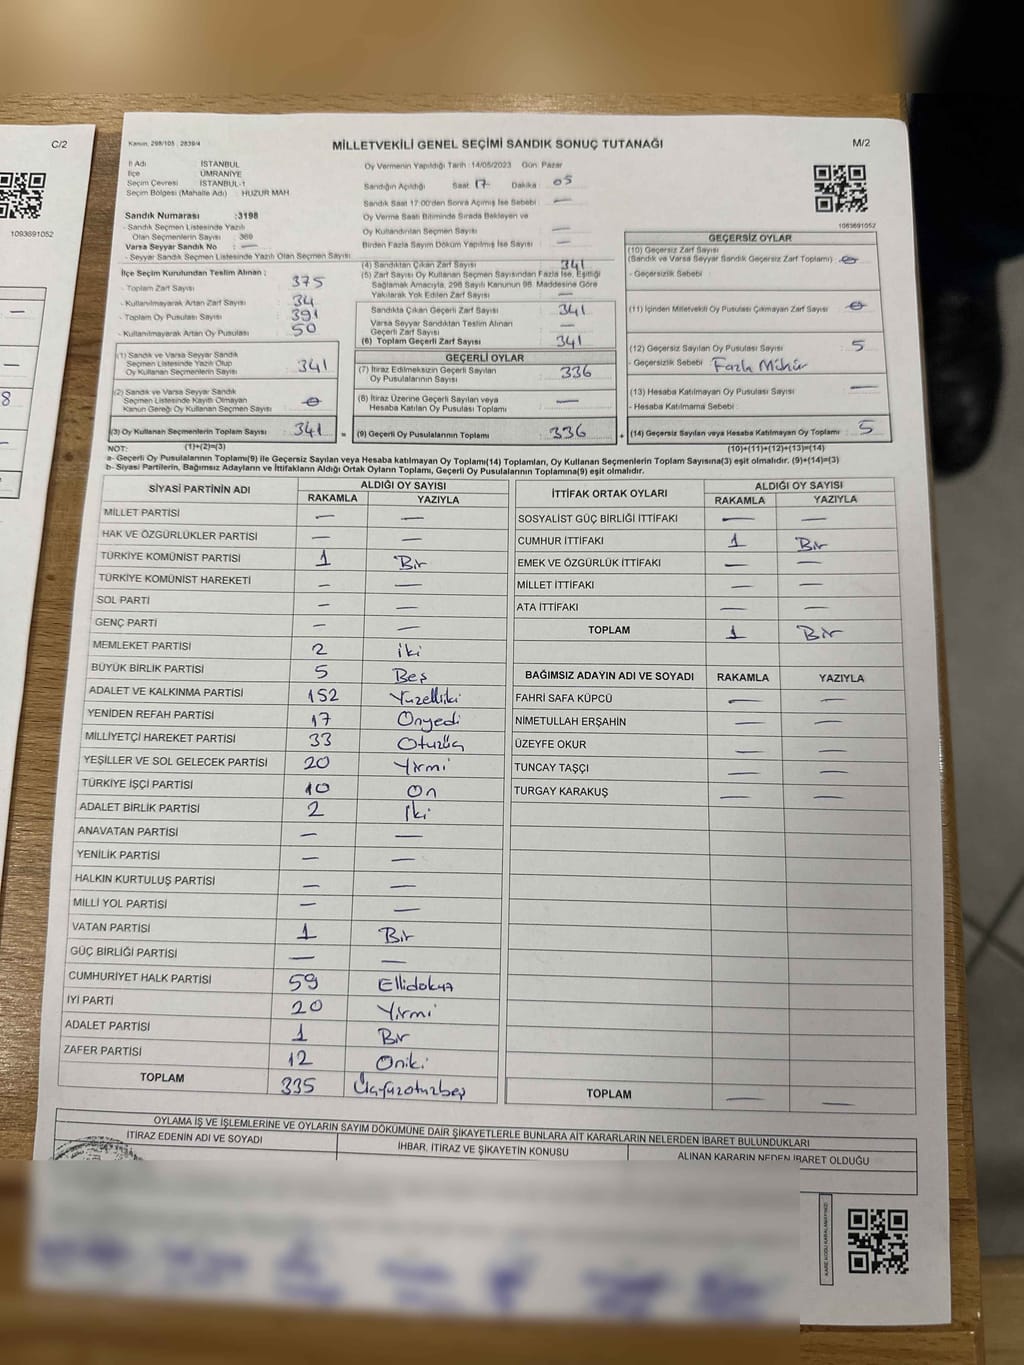 C/2
1093691052
8
Kanun, 298/105 . 2839/4
MİLLETVEKİLİ GENEL SEÇİMİ SANDIK SONUÇ TUTANAĞI
M/2
İl Adı İSTANBUL
İlçe ÜMRANİYE
Seçim Çevresi İSTANBUL-1
Seçim Bölgesi (Mahalle Adı) : HUZUR MAH.
Oy Vermenin Yapıldığı Tarih : 14/05/2023 Gün Pazar
Sandığın Açıldığı Saat 17 Dakika 05
Sandık Saat 17:00'den Sonra Açılmış İse Sebebi : —
Oy Verme Saati Bitiminde Sırada Bekleyen ve
Oy Kullandırılan Seçmen Sayısı —
Birden Fazla Sayım Döküm Yapılmış İse Sayısı —
1093691052
Sandık Numarası :3198
- Sandık Seçmen Listesinde Yazılı
Olan Seçmenlerin Sayısı : 369
Varsa Seyyar Sandık No : —
- Seyyar Sandık Seçmen Listesinde Yazılı Olan Seçmen Sayısı
İlçe Seçim Kurulundan Teslim Alınan ;
- Toplam Zarf Sayısı 375
- Kullanılmayarak Artan Zarf Sayısı 34
- Toplam Oy Pusulası Sayısı 391
- Kullanılmayarak Artan Oy Pusulası 50
(4) Sandıktan Çıkan Zarf Sayısı 341
(5) Zarf Sayısı Oy Kullanan Seçmen Sayısından Fazla İse, Eşitliği
Sağlamak Amacıyla, 298 Sayılı Kanunun 98. Maddesine Göre
Yakılarak Yok Edilen Zarf Sayısı —
Sandıkta Çıkan Geçerli Zarf Sayısı 341
Varsa Seyyar Sandıktan Teslim Alınan
Geçerli Zarf Sayısı —
(6) Toplam Geçerli Zarf Sayısı 341
GEÇERSİZ OYLAR
(10) Geçersiz Zarf Sayısı
(Sandık ve Varsa Seyyar Sandık Geçersiz Zarf Toplamı)
- Geçersizlik Sebebi :
(11) İçinden Milletvekili Oy Pusulası Çıkmayan Zarf Sayısı
(12) Geçersiz Sayılan Oy Pusulası Sayısı 5
- Geçersizlik Sebebi : Fazla Mühür
(13) Hesaba Katılmayan Oy Pusulası Sayısı —
- Hesaba Katılmama Sebebi :
(14) Geçersiz Sayılan veya Hesaba Katılmayan Oy Toplamı 5
(1) Sandık ve Varsa Seyyar Sandık
Seçmen Listesinde Yazılı Olup
Oy Kullanan Seçmenlerin Sayısı 341
(2) Sandık ve Varsa Seyyar Sandık
Seçmen Listesinde Kayıtlı Olmayan
Kanun Gereği Oy Kullanan Seçmen Sayısı
(3) Oy Kullanan Seçmenlerin Toplam Sayısı 341 =
GEÇERLİ OYLAR
(7) İtiraz Edilmeksizin Geçerli Sayılan
Oy Pusulalarının Sayısı 336
(8) İtiraz Üzerine Geçerli Sayılan veya
Hesaba Katılan Oy Pusulası Toplamı —
(9) Geçerli Oy Pusulalarının Toplamı 336 +
NOT: (1)+(2)=(3)
(10)+(11)+(12)+(13)=(14)
a- Geçerli Oy Pusulalarının Toplamı(9) ile Geçersiz Sayılan veya Hesaba katılmayan Oy Toplamı(14) Toplamları, Oy Kullanan Seçmenlerin Toplam Sayısına(3) eşit olmalıdır. (9)+(14)=(3)
b- Siyasi Partilerin, Bağımsız Adayların ve İttifakların Aldığı Ortak Oyların Toplamı, Geçerli Oy Pusulalarının Toplamına(9) eşit olmalıdır.
SİYASİ PARTİNİN ADI ALDIĞI OY SAYISI
RAKAMLA YAZIYLA
MİLLET PARTİSİ — —
HAK VE ÖZGÜRLÜKLER PARTİSİ — —
TÜRKİYE KOMÜNİST PARTİSİ 1 Bir
TÜRKİYE KOMÜNİST HAREKETİ — —
SOL PARTİ — —
GENÇ PARTİ — —
MEMLEKET PARTİSİ 2 iki
BÜYÜK BİRLİK PARTİSİ 5 Beş
ADALET VE KALKINMA PARTİSİ 152 Yüzelliiki
YENİDEN REFAH PARTİSİ 17 Onyedi
MİLLİYETÇİ HAREKET PARTİSİ 33 Otuzüç
YEŞİLLER VE SOL GELECEK PARTİSİ 20 Yirmi
TÜRKİYE İŞÇİ PARTİSİ 10 On
ADALET BİRLİK PARTİSİ 2 İki
ANAVATAN PARTİSİ — —
YENİLİK PARTİSİ — —
HALKIN KURTULUŞ PARTİSİ — —
MİLLİ YOL PARTİSİ — —
VATAN PARTİSİ 1 Bir
GÜÇ BİRLİĞİ PARTİSİ — —
CUMHURİYET HALK PARTİSİ 59 Ellidokuz
İYİ PARTİ 20 Yirmi
ADALET PARTİSİ 1 Bir
ZAFER PARTİSİ 12 Oniki
TOPLAM 335 Üçyüzotuzbeş
İTTİFAK ORTAK OYLARI ALDIĞI OY SAYISI
RAKAMLA YAZIYLA
SOSYALİST GÜÇ BİRLİĞİ İTTİFAKI — —
CUMHUR İTTİFAKI 1 Bir
EMEK VE ÖZGÜRLÜK İTTİFAKI — —
MİLLET İTTİFAKI — —
ATA İTTİFAKI — —
TOPLAM 1 Bir
BAĞIMSIZ ADAYIN ADI VE SOYADI RAKAMLA YAZIYLA
FAHRİ SAFA KÜPCÜ — —
NİMETULLAH ERŞAHİN — —
ÜZEYFE OKUR — —
TUNCAY TAŞÇI — —
TURGAY KARAKUŞ — —
TOPLAM — —
OYLAMA İŞ VE İŞLEMLERİNE VE OYLARIN SAYIM DÖKÜMÜNE DAİR ŞİKAYETLERLE BUNLARA AİT KARARLARIN NELERDEN İBARET BULUNDUKLARI
İTİRAZ EDENİN ADI VE SOYADI
İHBAR, İTİRAZ VE ŞİKAYETİN KONUSU
ALINAN KARARIN NEDEN İBARET OLDUĞU